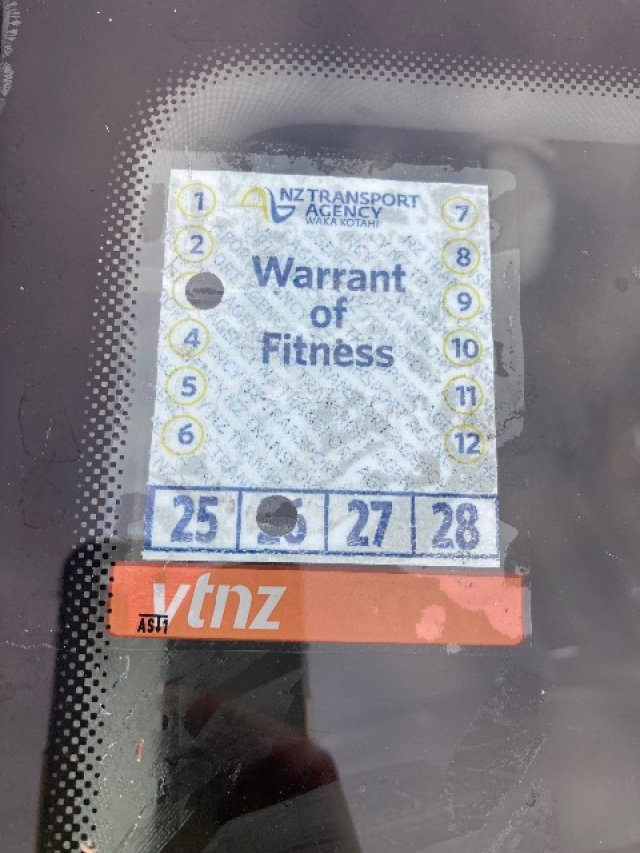 NZ TRANSPORT
AGENCY
WAKA KOTAHI
Warrant
of
Fitness
1
2
4
5
6
7
8
9
10
11
12
25 26 27 28
vtnz